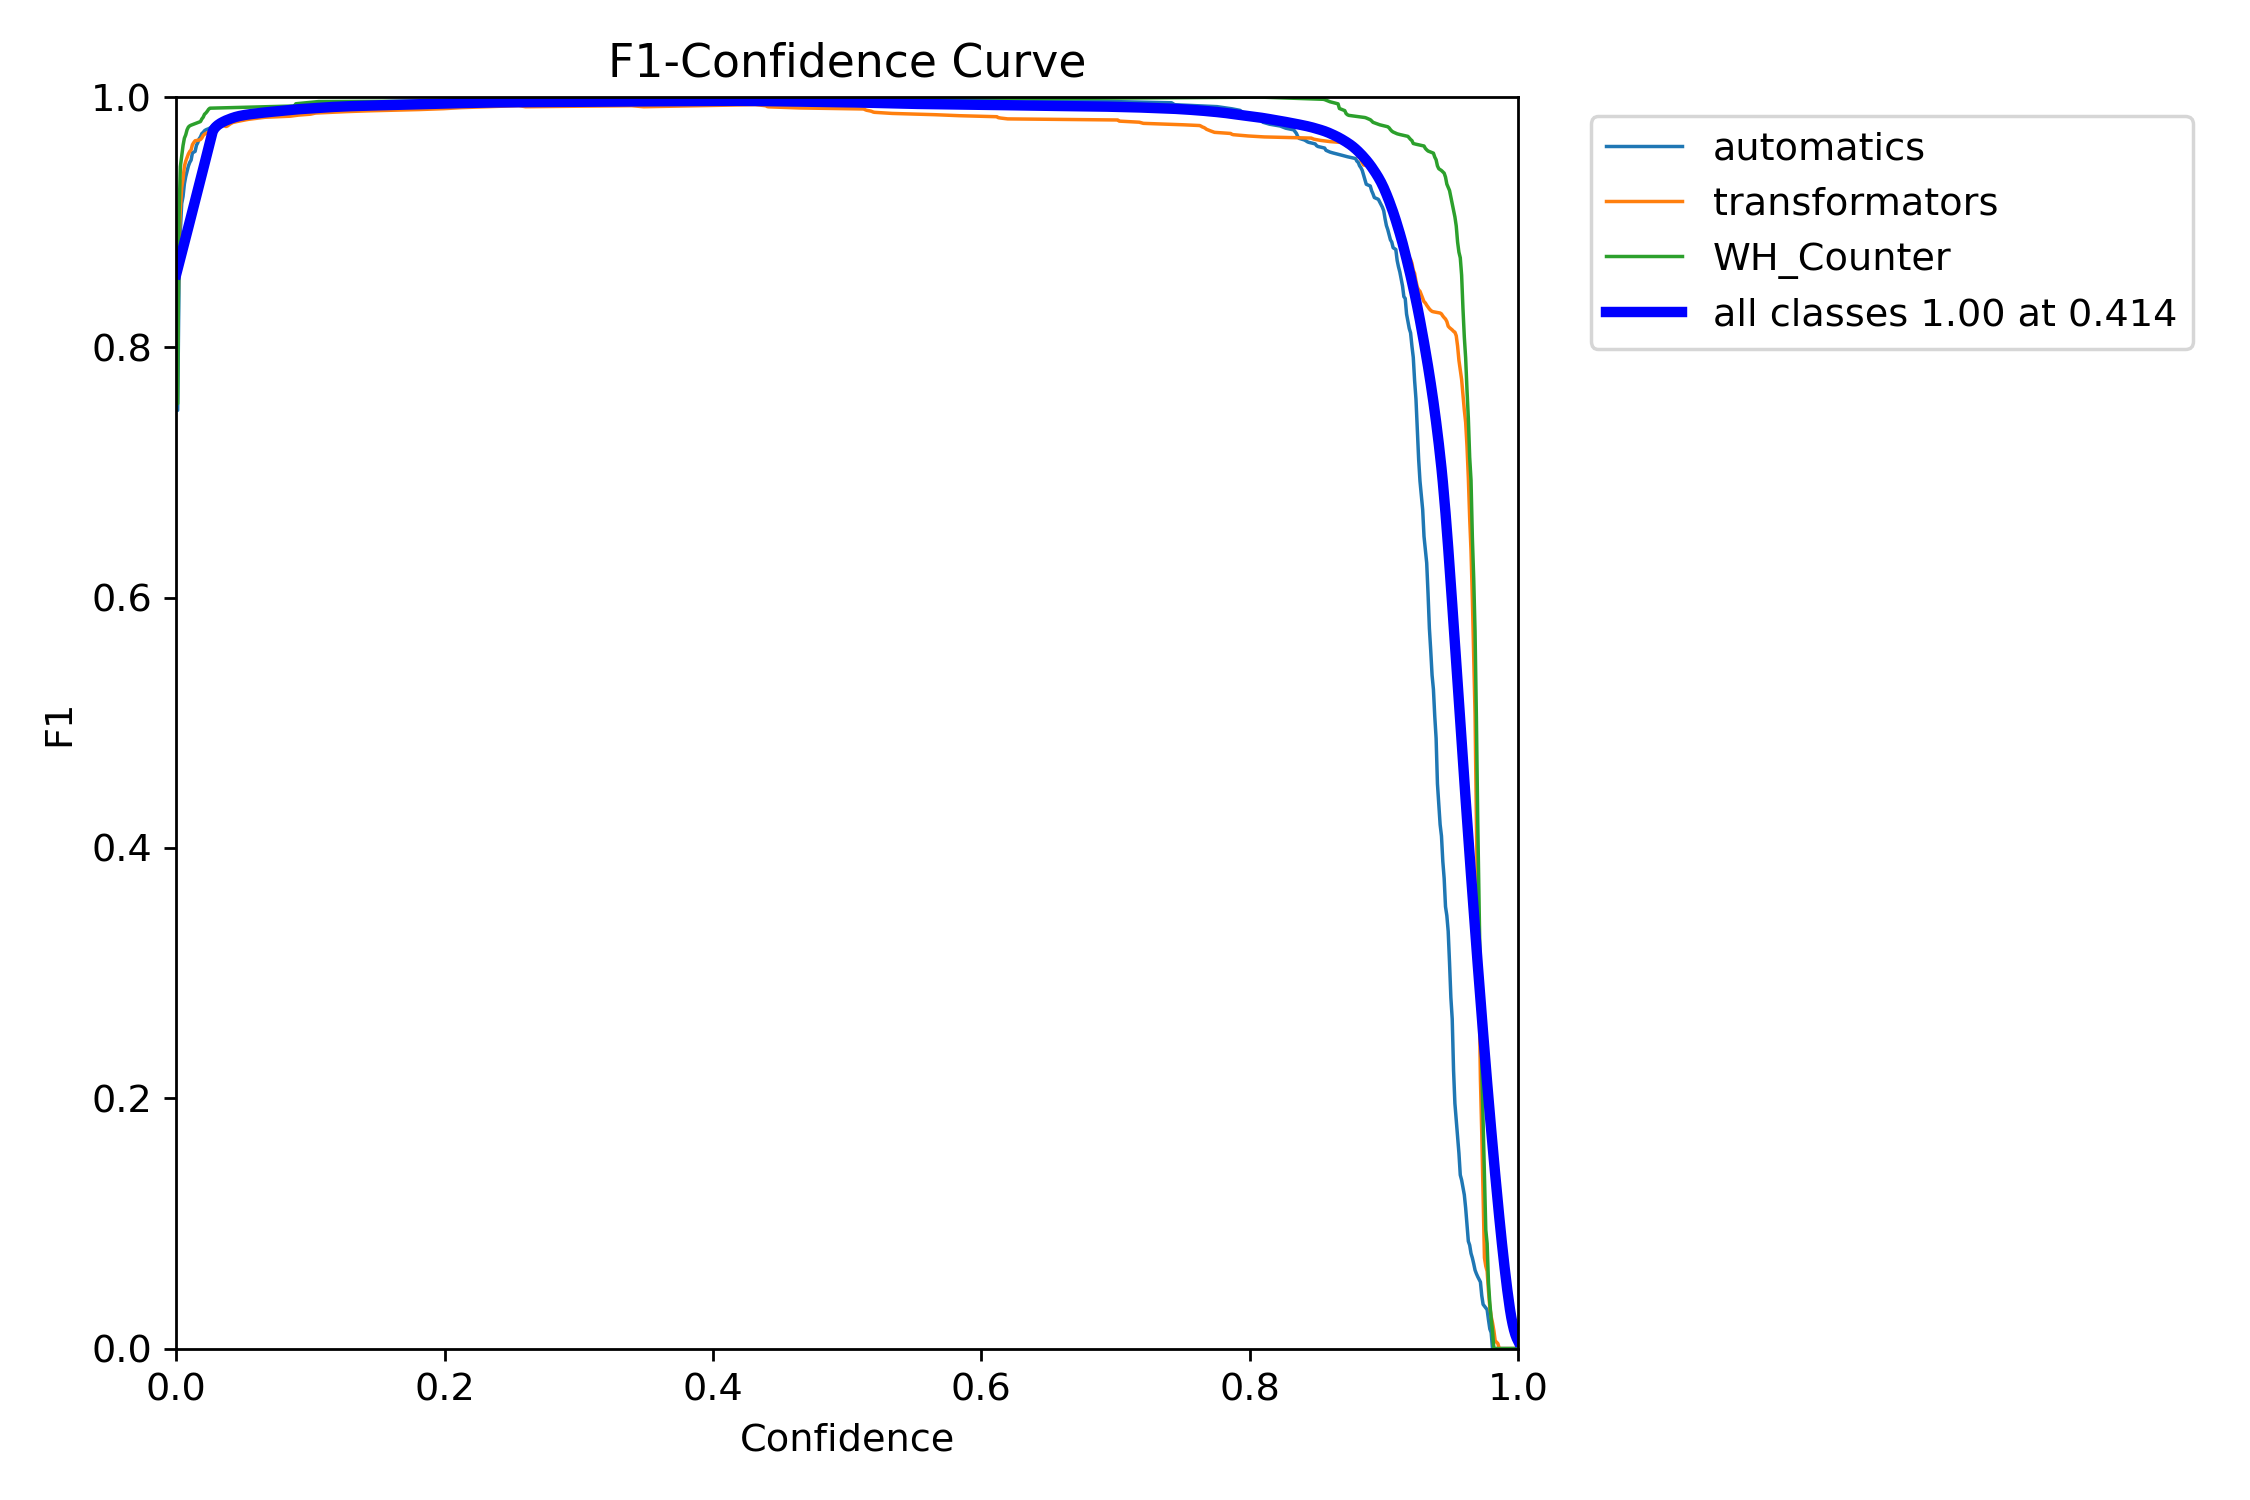 F1-Confidence Curve
1.0
0.8
0.6
0.4
0.2
0.0
F1
0.0 0.2 0.4 0.6 0.8 1.0
Confidence
automatics
transformators
WH_Counter
all classes 1.00 at 0.414